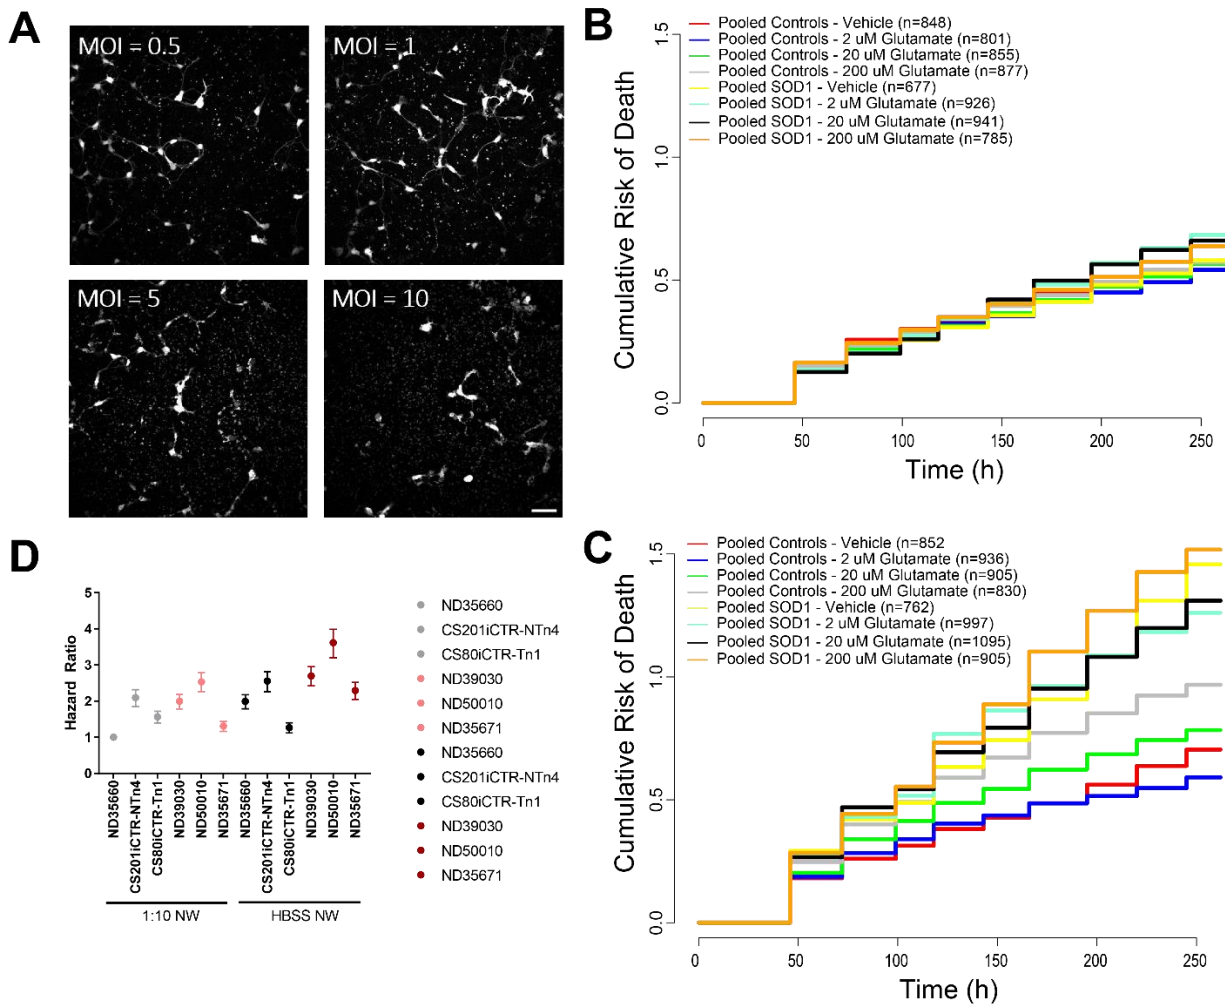 A
MOI = 0.5
MOI = 1
MOI = 5
MOI = 10
B
Pooled Controls - Vehicle (n=848)
Pooled Controls - 2 uM Glutamate (n=801)
Pooled Controls - 20 uM Glutamate (n=855)
Pooled Controls - 200 uM Glutamate (n=877)
Pooled SOD1 - Vehicle (n=677)
Pooled SOD1 - 2 uM Glutamate (n=926)
Pooled SOD1 - 20 uM Glutamate (n=941)
Pooled SOD1 - 200 uM Glutamate (n=785)
Cumulative Risk of Death
1.5
1.0
0.5
0.0
0 50 100 150 200 250
Time (h)
C
Pooled Controls - Vehicle (n=852
Pooled Controls - 2 uM Glutamate (n=936)
Pooled Controls - 20 uM Glutamate (n=905)
Pooled Controls - 200 uM Glutamate (n=830)
Pooled SOD1 - Vehicle (n=762)
Pooled SOD1 - 2 uM Glutamate (n=997)
Pooled SOD1 - 20 uM Glutamate (n=1095)
Pooled SOD1 - 200 uM Glutamate (n=905)
Cumulative Risk of Death
1.5
1.0
0.5
0.0
0 50 100 150 200 250
Time (h)
D
Hazard Ratio
5
4
3
2
1
0
ND35660
CS201iCTR-NTn4
CS80iCTR-Tn1
ND39030
ND50010
ND35671
ND35660
CS201iCTR-NTn4
CS80iCTR-Tn1
ND39030
ND50010
ND35671
1:10 NW
HBSS NW
ND35660
CS201iCTR-NTn4
CS80iCTR-Tn1
ND39030
ND50010
ND35671
ND35660
CS201iCTR-NTn4
CS80iCTR-Tn1
ND39030
ND50010
ND35671